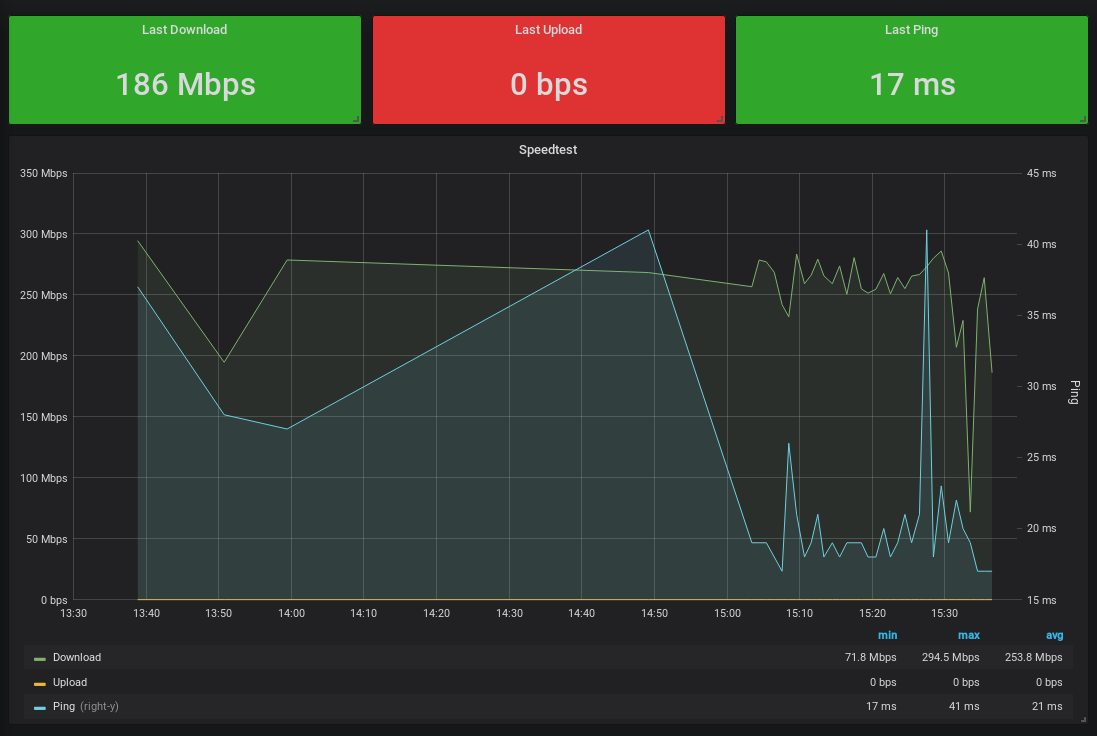 Last Download
Last Upload
Last Ping
186 Mbps
0 bps
17 ms
Speedtest
350 Mbps
300 Mbps
250 Mbps
200 Mbps
150 Mbps
100 Mbps
50 Mbps
0 bps
45 ms
40 ms
35 ms
30 ms
25 ms
20 ms
15 ms
Ping
13:30 13:40 13:50 14:00 14:10 14:20 14:30 14:40 14:50 15:00 15:10 15:20 15:30
min max avg
Download 71.8 Mbps 294.5 Mbps 253.8 Mbps
Upload 0 bps 0 bps 0 bps
Ping (right-y) 17 ms 41 ms 21 ms